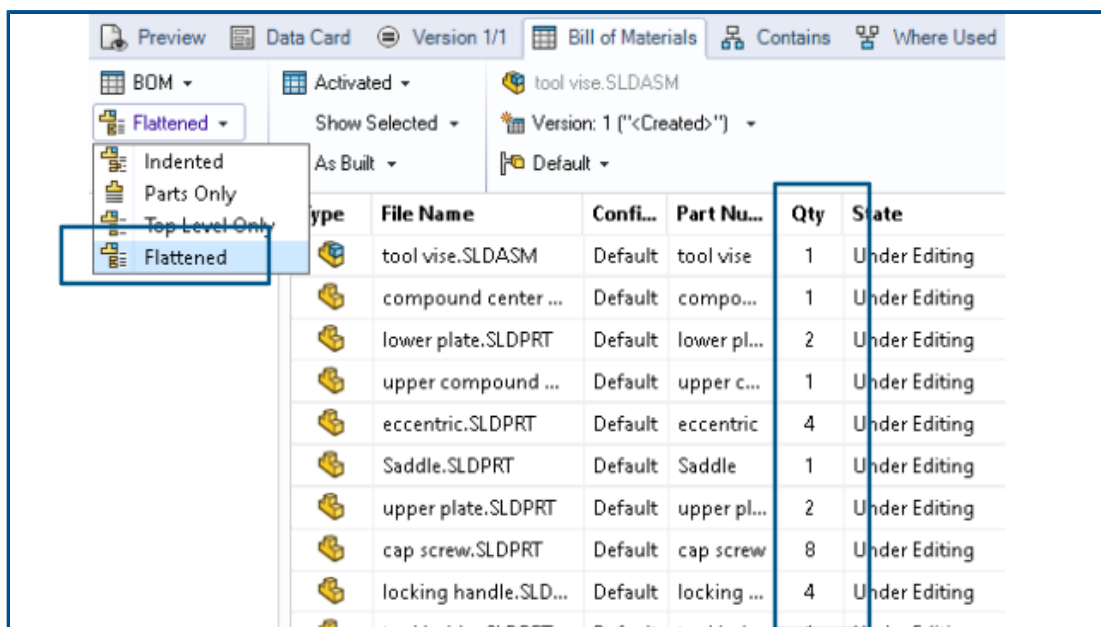 Preview Data Card Version 1/1 Bill of Materials Contains Where Used
BOM Activated tool vise.SLDASM
Flattened Show Selected Version: 1 ("<Created>")
Indented As Built Default
Parts Only
Top Level Only ype File Name Confi... Part Nu... Qty State
Flattened tool vise.SLDASM Default tool vise 1 Under Editing
compound center ... Default compo... 1 Under Editing
lower plate.SLDPRT Default lower pl... 2 Under Editing
upper compound ... Default upper c... 1 Under Editing
eccentric.SLDPRT Default eccentric 4 Under Editing
Saddle.SLDPRT Default Saddle 1 Under Editing
upper plate.SLDPRT Default upper pl... 2 Under Editing
cap screw.SLDPRT Default cap screw 8 Under Editing
locking handle.SLD... Default locking ... 4 Under Editing